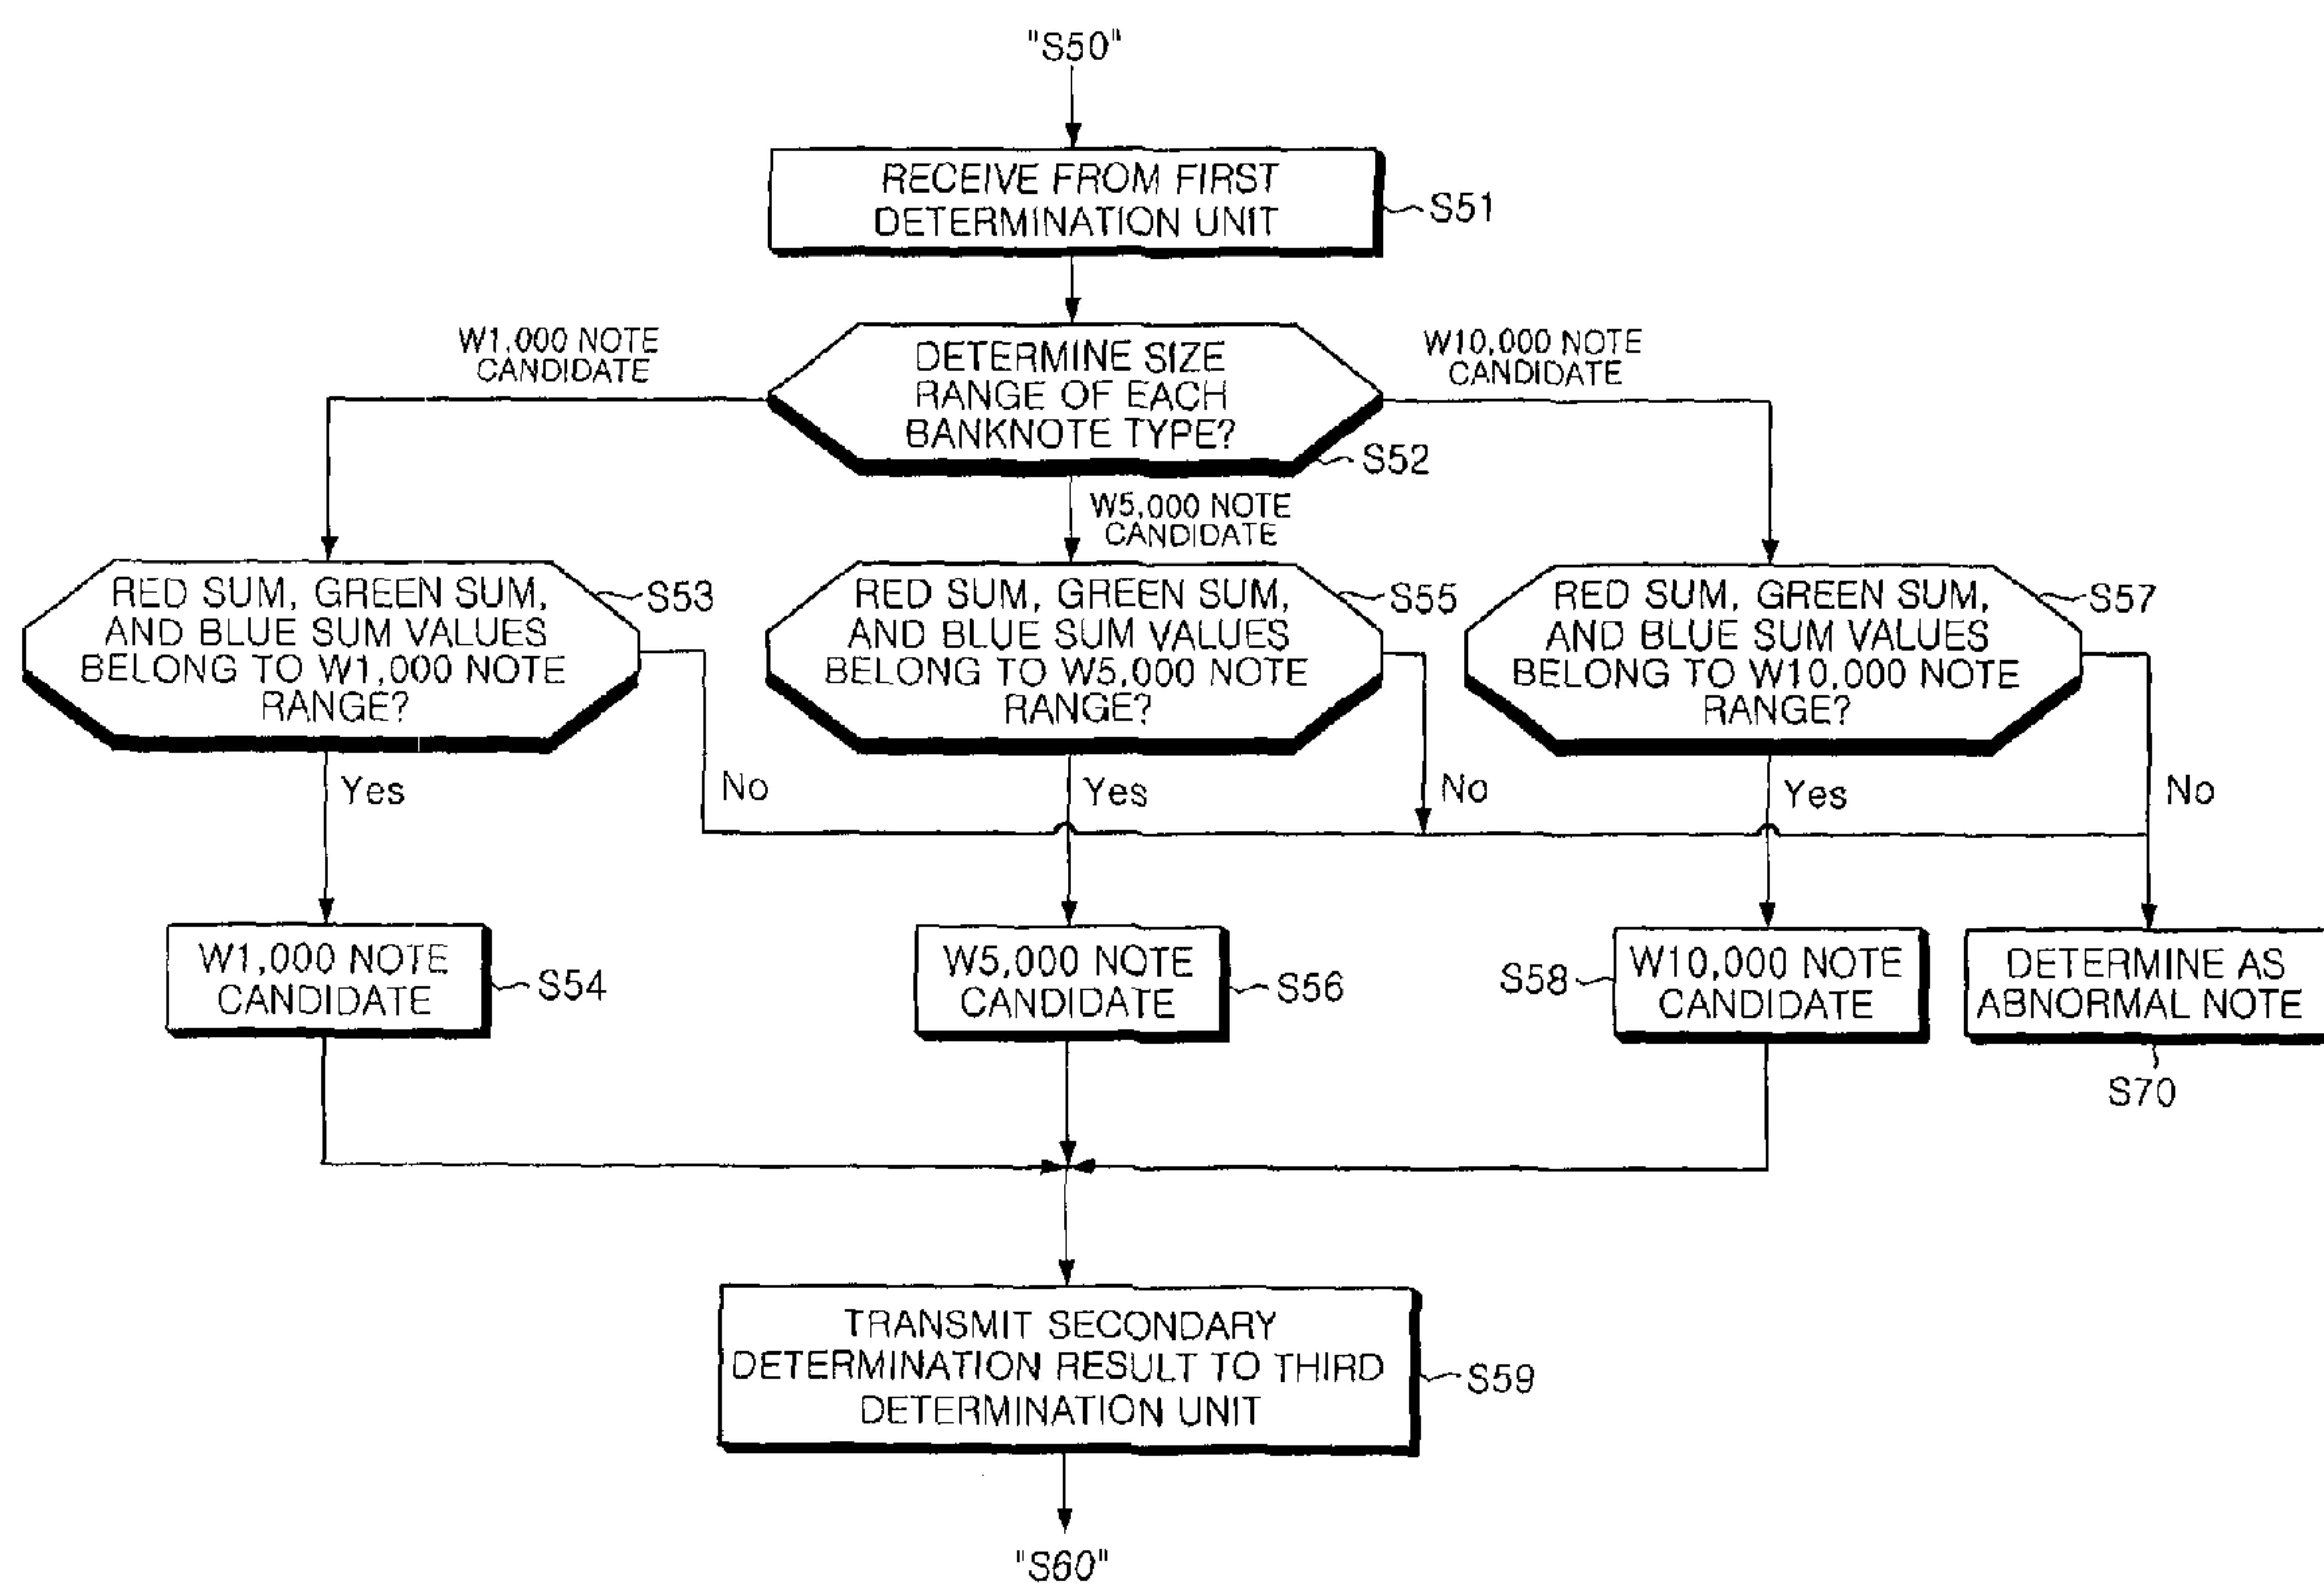 "S50"
RECEIVE FROM FIRST
DETERMINATION UNIT
S51
W1,000 NOTE
CANDIDATE
DETERMINE SIZE
RANGE OF EACH
BANKNOTE TYPE?
S52
W10,000 NOTE
CANDIDATE
W5,000 NOTE
CANDIDATE
RED SUM, GREEN SUM,
AND BLUE SUM VALUES
BELONG TO W1,000 NOTE
RANGE?
S53
RED SUM, GREEN SUM,
AND BLUE SUM VALUES
BELONG TO W5,000 NOTE
RANGE?
S55
RED SUM, GREEN SUM,
AND BLUE SUM VALUES
BELONG TO W10,000 NOTE
RANGE?
S57
Yes
No
Yes
No
Yes
No
W1,000 NOTE
CANDIDATE
S54
W5,000 NOTE
CANDIDATE
S56
S58
W10,000 NOTE
CANDIDATE
DETERMINE AS
ABNORMAL NOTE
S70
TRANSMIT SECONDARY
DETERMINATION RESULT TO THIRD
DETERMINATION UNIT
S59
"S60"